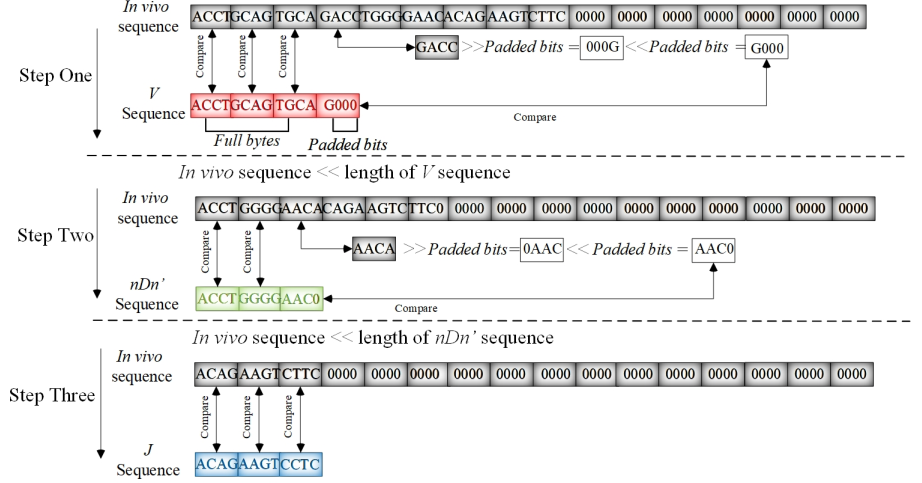 In vivo sequence
ACCT GCAG TGCA GACC TGGG GAAC ACAG AAGT CTTC 0000 0000 0000 0000 0000 0000 0000
Step One
Compare Compare Compare
GACC >>Padded bits = 000G <<Padded bits = G000
V Sequence
ACCT GCAG TGCA G000
Compare
Full bytes
Padded bits
In vivo sequence << length of V sequence
In vivo sequence
ACCT GGGG AACA CAGA AGTC TTC0 0000 0000 0000 0000 0000 0000 0000 0000 0000 0000
Step Two
Compare Compare
AACA >>Padded bits= 0AAC << Padded bits = AAC0
nDn' Sequence
ACCT GGGG AAC0
Compare
In vivo sequence << length of nDn' sequence
In vivo sequence
ACAG AAGT CTTC 0000 0000 0000 0000 0000 0000 0000 0000 0000 0000 0000 0000 0000
Step Three
Compare Compare Compare
J Sequence
ACAG AAGT CCTC